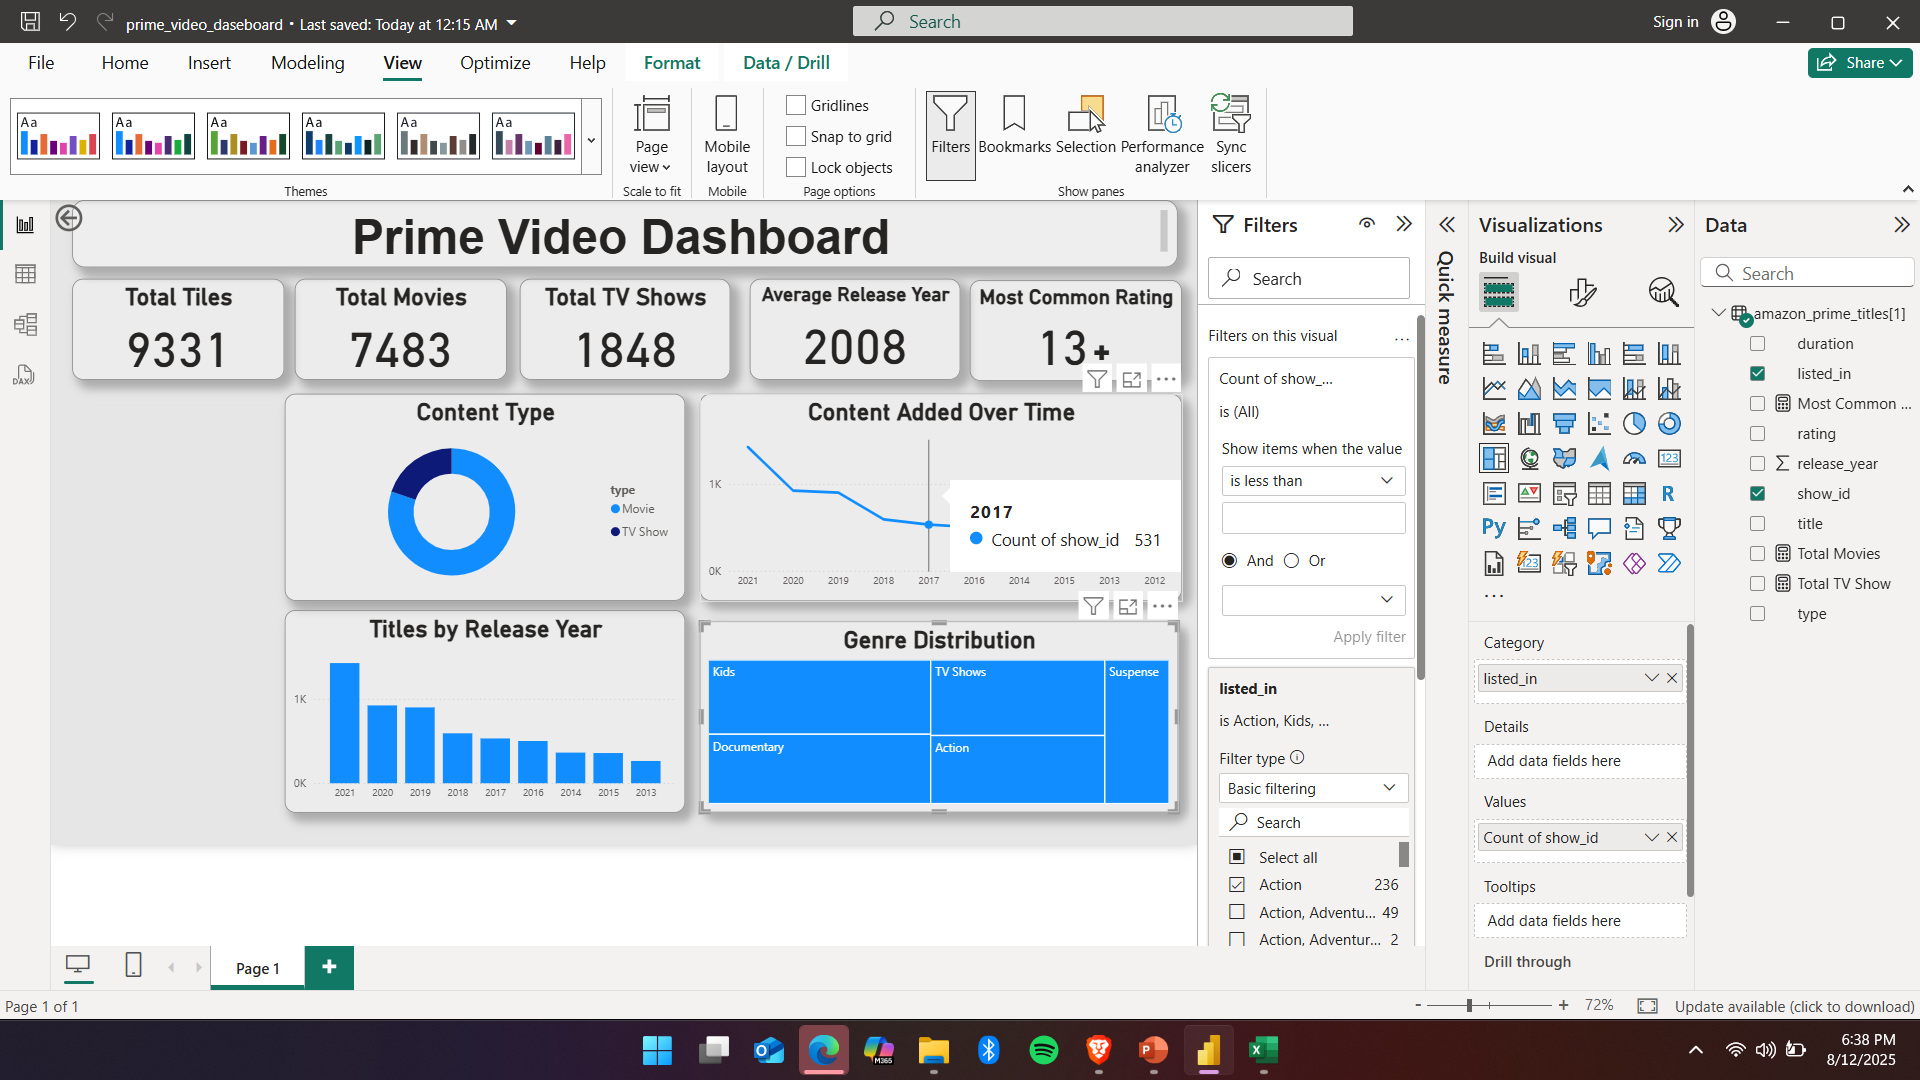 prime_video_daseboard • Last saved: Today at 12:15 AM
Search
Sign in
File Home Insert Modeling View Optimize Help Format Data / Drill
Share
Aa Aa Aa Aa Aa Aa
Themes
Page view
Scale to fit
Mobile layout
Mobile
Gridlines
Snap to grid
Lock objects
Page options
Filters
Bookmarks
Selection
Performance analyzer
Sync slicers
Show panes
DAX
Prime Video Dashboard
Total Tiles
9331
Total Movies
7483
Total TV Shows
1848
Average Release Year
2008
Most Common Rating
13+
Content Type
type
Movie
TV Show
Content Added Over Time
1K
0K
2021 2020 2019 2018 2017 2016 2014 2015 2013 2012
2017
Count of show_id 531
Titles by Release Year
1K
0K
2021 2020 2019 2018 2017 2016 2014 2015 2013
Genre Distribution
Kids
TV Shows
Suspense
Documentary
Action
Filters
Search
Filters on this visual
...
Count of show_...
is (All)
Show items when the value
is less than
And Or
Apply filter
listed_in
is Action, Kids, ...
Filter type
Basic filtering
Search
Select all
Action 236
Action, Adventu... 49
Action, Adventur... 2
Quick measure
Visualizations
Build visual
123
R
Py
123
...
Category
listed_in
Details
Add data fields here
Values
Count of show_id
Tooltips
Add data fields here
Drill through
Data
Search
amazon_prime_titles[1]
duration
listed_in
Most Common ...
rating
release_year
show_id
title
Total Movies
Total TV Show
type
Page 1
Page 1 of 1
- + 72%
Update available (click to download)
M365
6:38 PM
8/12/2025